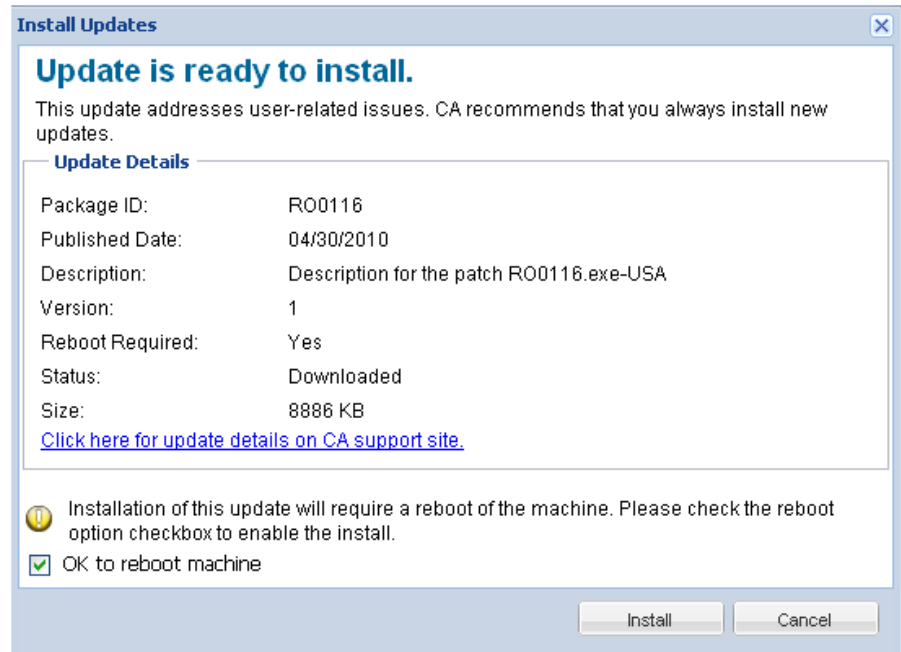 Install Updates
Update is ready to install.
This update addresses user-related issues. CA recommends that you always install new
updates.
Update Details
Package ID: RO0116
Published Date: 04/30/2010
Description: Description for the patch RO0116.exe-USA
Version: 1
Reboot Required: Yes
Status: Downloaded
Size: 8886 KB
Click here for update details on CA support site.
Installation of this update will require a reboot of the machine. Please check the reboot
option checkbox to enable the install.
OK to reboot machine
Install Cancel